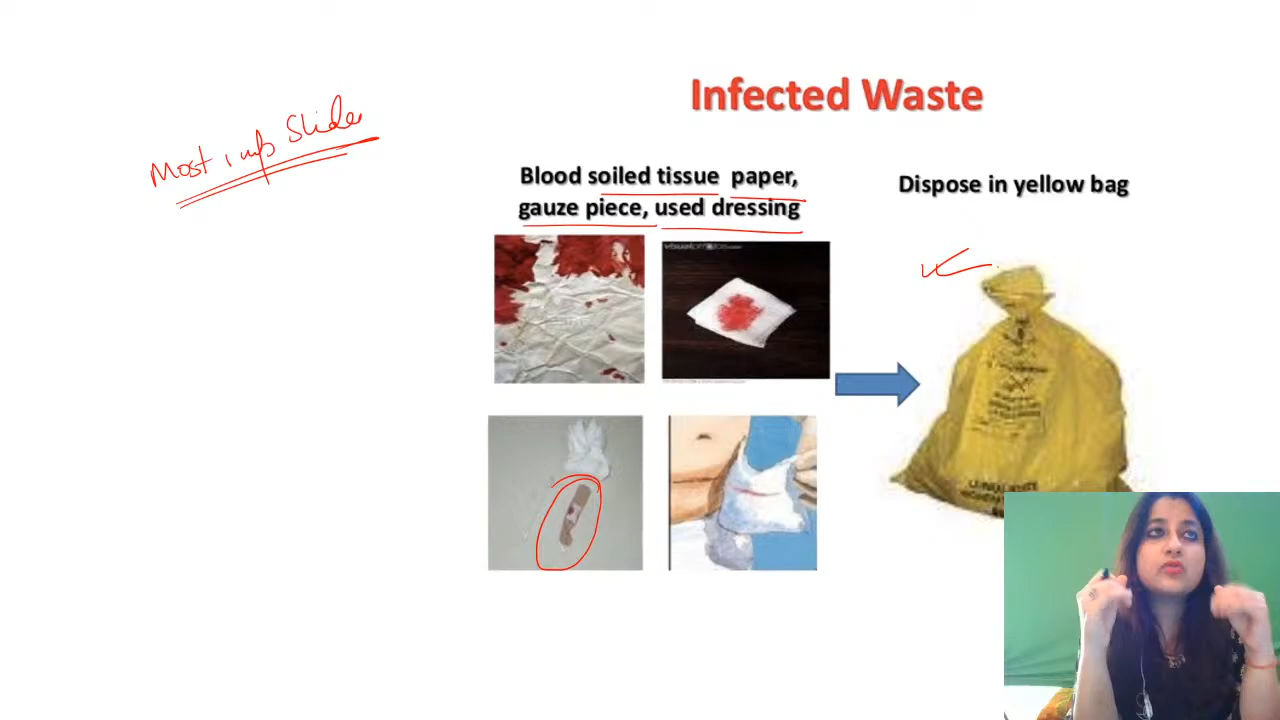 Infected Waste
Most imp Slide
Blood soiled tissue paper,
gauze piece, used dressing
Dispose in yellow bag